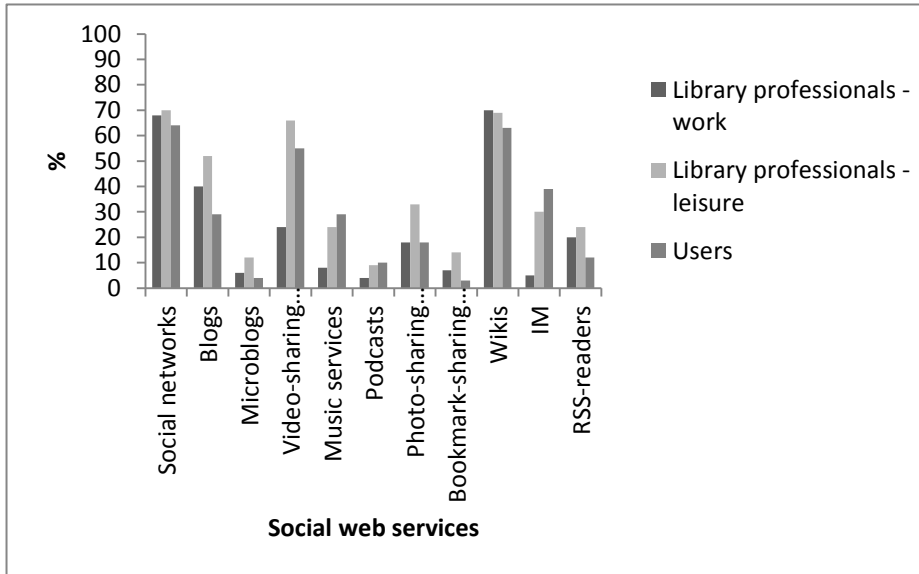 100
90
80
70
60
50
40
30
20
10
0
%
Social networks
Blogs
Microblogs
Video-sharing...
Music services
Podcasts
Photo-sharing...
Bookmark-sharing...
Wikis
IM
RSS-readers
Social web services
Library professionals -
work
Library professionals -
leisure
Users